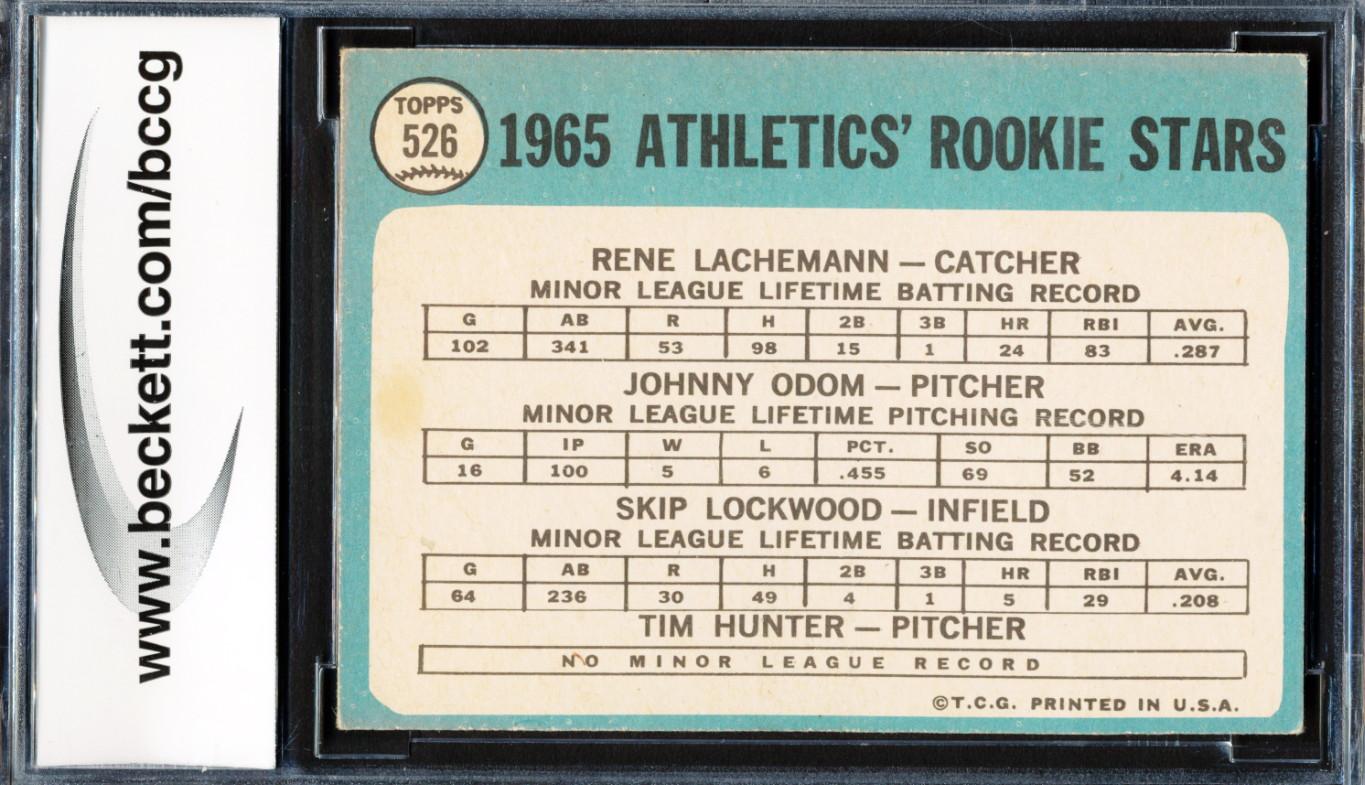 www.beckett.com/bccg
TOPPS
526
1965 ATHLETICS' ROOKIE STARS
RENE LACHEMANN — CATCHER
MINOR LEAGUE LIFETIME BATTING RECORD
G AB R H 2B 3B HR RBI AVG.
102 341 53 98 15 1 24 83 .287
JOHNNY ODOM — PITCHER
MINOR LEAGUE LIFETIME PITCHING RECORD
G IP W L PCT. SO BB ERA
16 100 5 6 .455 69 52 4.14
SKIP LOCKWOOD — INFIELD
MINOR LEAGUE LIFETIME BATTING RECORD
G AB R H 2B 3B HR RBI AVG.
64 236 30 49 4 1 5 29 .208
TIM HUNTER — PITCHER
NO MINOR LEAGUE RECORD
©T.C.G. PRINTED IN U.S.A.